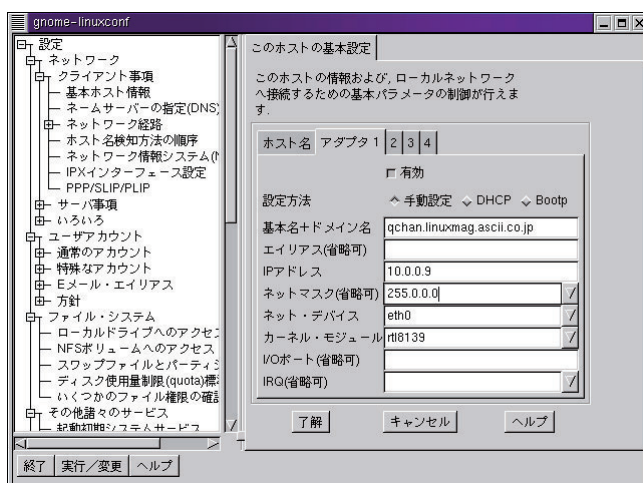 gnome-linuxconf
設定
ネットワーク
クライアント事項
基本ホスト情報
ネームサーバーの指定(DNS)
ネットワーク経路
ホスト名検知方法の順序
ネットワーク情報システム(N
IPXインターフェース設定
PPP/SLIP/PLIP
サーバ事項
いろいろ
ユーザアカウント
通常のアカウント
特殊なアカウント
Eメール・エイリアス
方針
ファイル・システム
ローカルドライブへのアクセ
NFSボリュームへのアクセス
スワップファイルとパーティシ
ディスク使用量制限(quota)標
いくつかのファイル権限の確
その他諸々のサービス
起動初期システムサービス
終了
実行／変更
ヘルプ
このホストの基本設定
このホストの情報および, ローカルネットワーク
へ接続するための基本パラメータの制御が行えま
す.
ホスト名 アダプタ 1 2 3 4
有効
設定方法 手動設定 DHCP Bootp
基本名+ドメイン名 qchan.linuxmag.ascii.co.jp
エイリアス(省略可)
IPアドレス 10.0.0.9
ネットマスク(省略可) 255.0.0.0
ネット・デバイス eth0
カーネル・モジュール rtl8139
I/Oポート(省略可)
IRQ(省略可)
了解 キャンセル ヘルプ